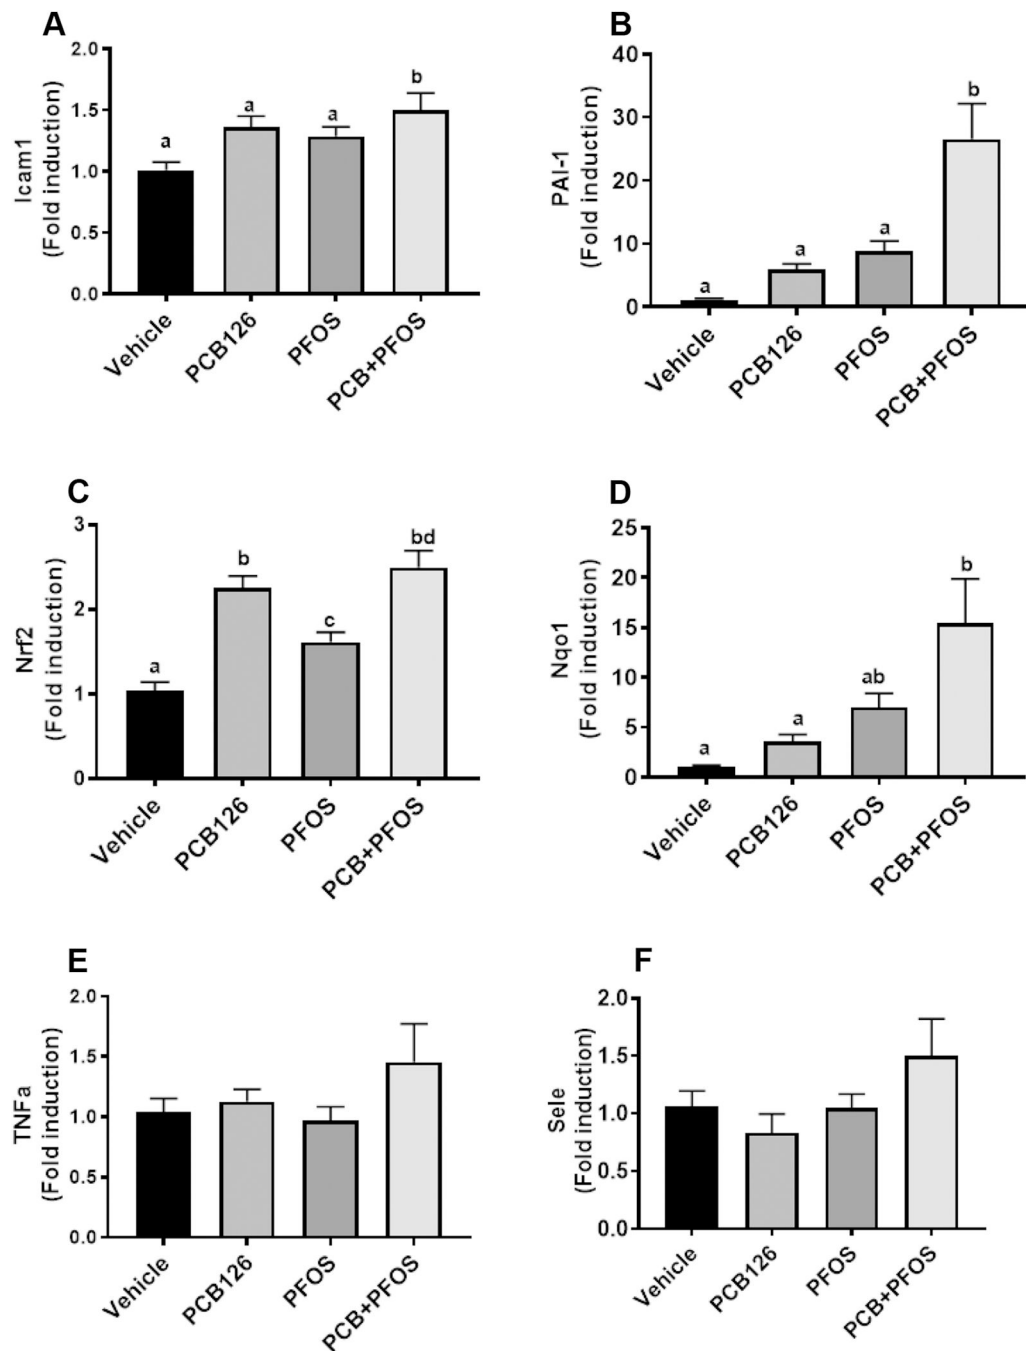 A
Icam1
(Fold induction)
2.0
1.5
1.0
0.5
0.0
a
a
a
b
Vehicle
PCB126
PFOS
PCB+PFOS
B
PAI-1
(Fold induction)
40
30
20
10
0
a
a
a
b
Vehicle
PCB126
PFOS
PCB+PFOS
C
Nrf2
(Fold induction)
3
2
1
0
a
b
c
bd
Vehicle
PCB126
PFOS
PCB+PFOS
D
Nqo1
(Fold induction)
25
20
15
10
5
0
a
a
ab
b
Vehicle
PCB126
PFOS
PCB+PFOS
E
TNFa
(Fold induction)
2.0
1.5
1.0
0.5
0.0
Vehicle
PCB126
PFOS
PCB+PFOS
F
Sele
(Fold induction)
2.0
1.5
1.0
0.5
0.0
Vehicle
PCB126
PFOS
PCB+PFOS